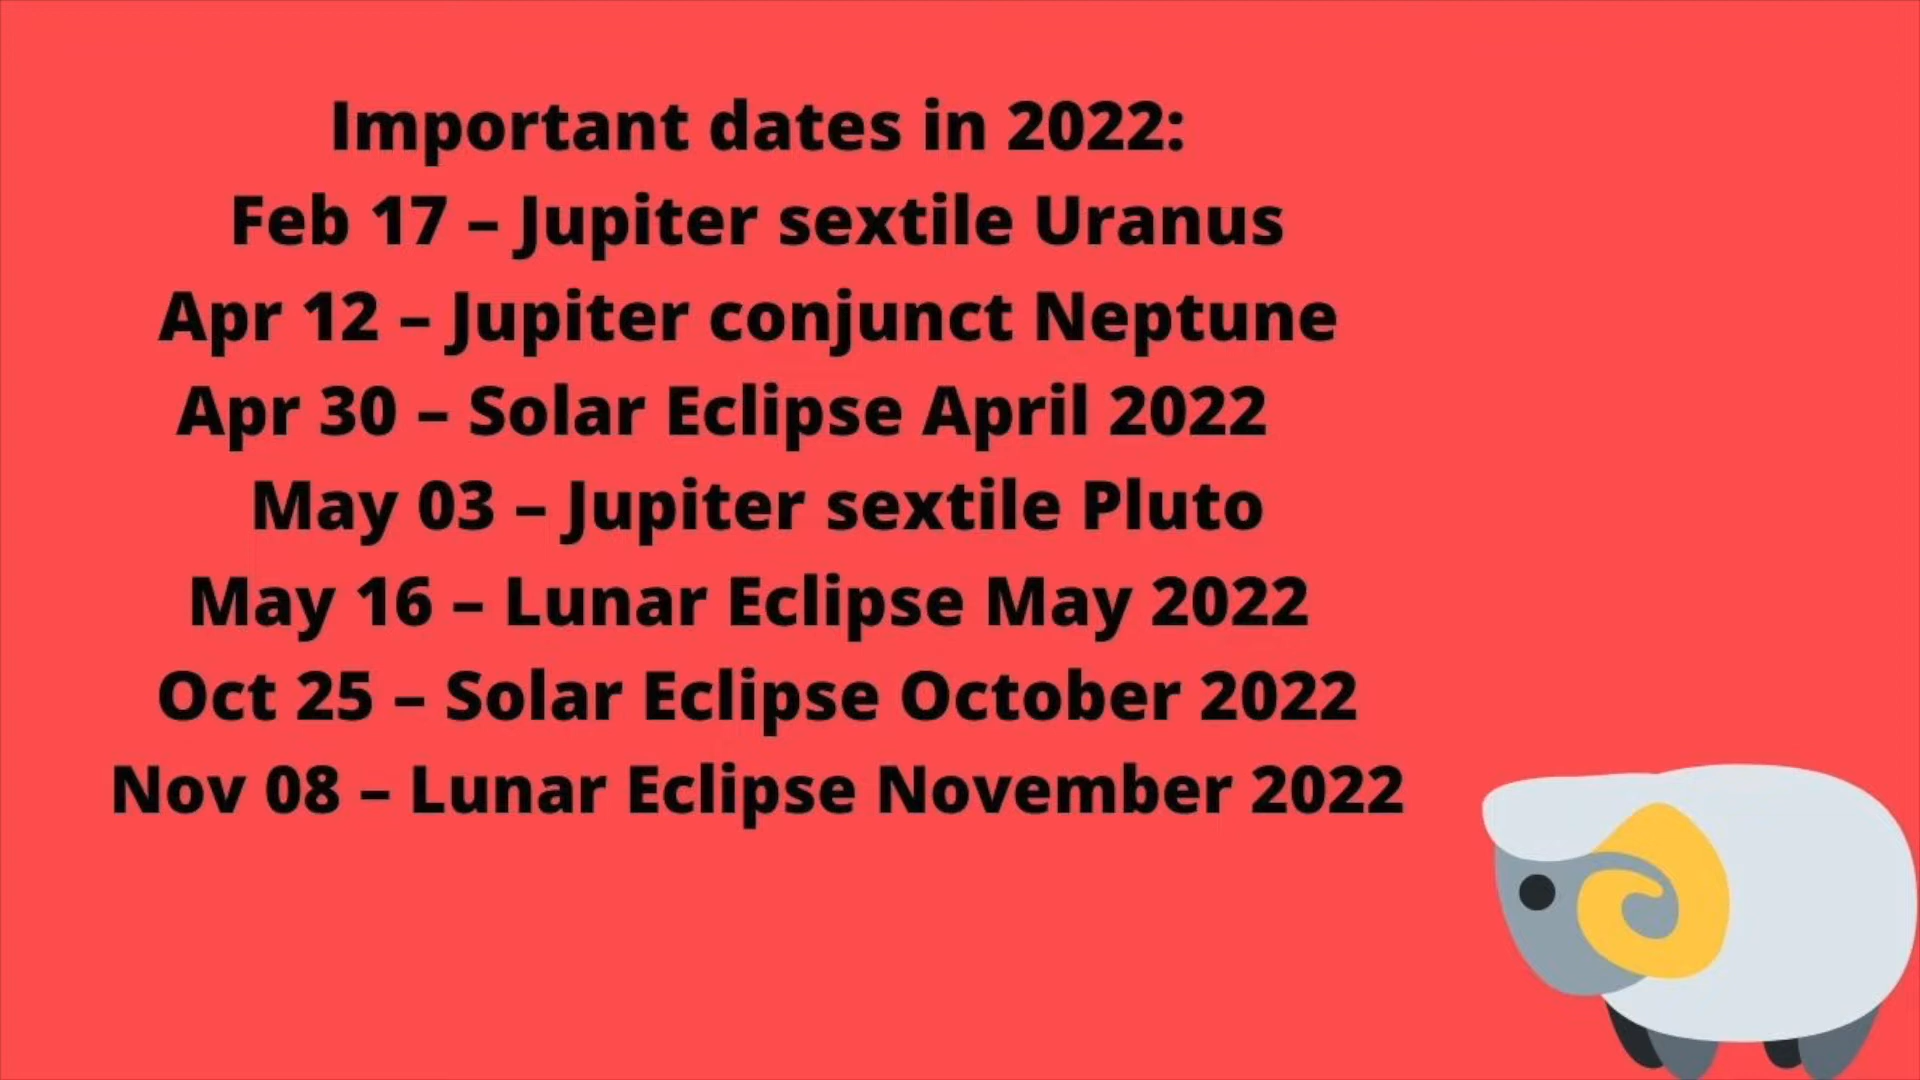 Important dates in 2022:
Feb 17 – Jupiter sextile Uranus
Apr 12 – Jupiter conjunct Neptune
Apr 30 – Solar Eclipse April 2022
May 03 – Jupiter sextile Pluto
May 16 – Lunar Eclipse May 2022
Oct 25 – Solar Eclipse October 2022
Nov 08 – Lunar Eclipse November 2022